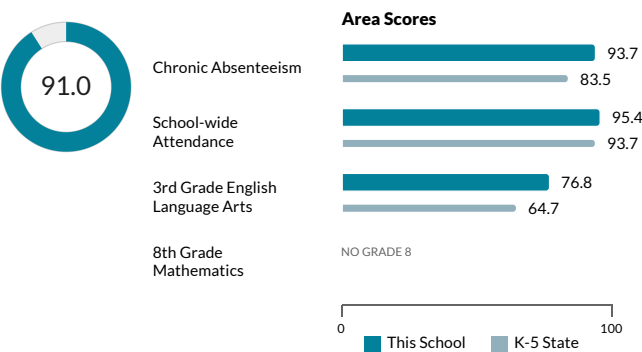 Area Scores
91.0
Chronic Absenteeism
93.7
83.5
School-wide
Attendance
95.4
93.7
3rd Grade English
Language Arts
76.8
64.7
8th Grade
Mathematics
NO GRADE 8
0
100
This School
K-5 State